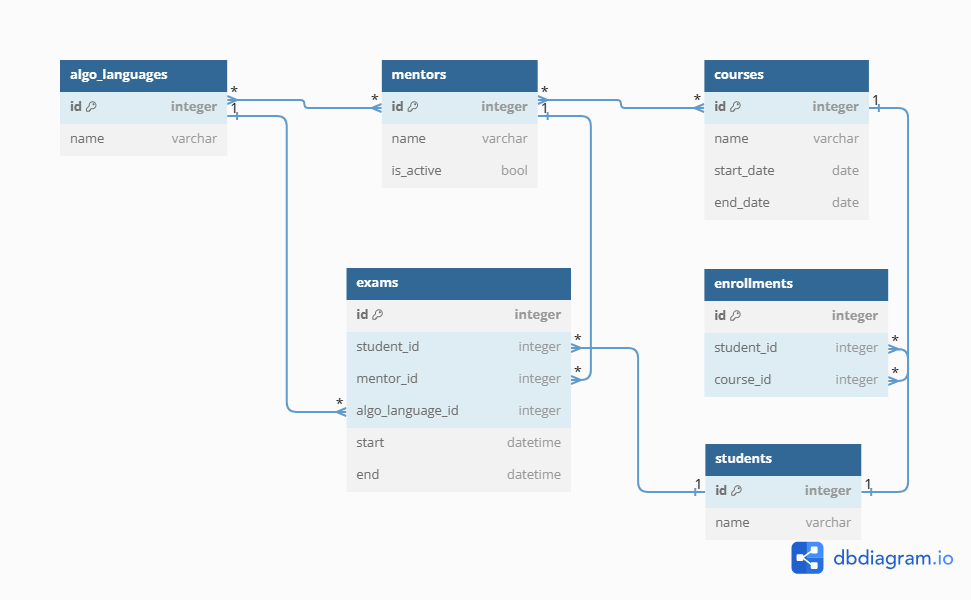 algo_languages
id integer
name varchar
mentors
id integer
name varchar
is_active bool
courses
id integer
name varchar
start_date date
end_date date
exams
id integer
student_id integer
mentor_id integer
algo_language_id integer
start datetime
end datetime
enrollments
id integer
student_id integer
course_id integer
students
id integer
name varchar
* * * *
1 1 1
* *
* *
*
1 1
dbdiagram.io